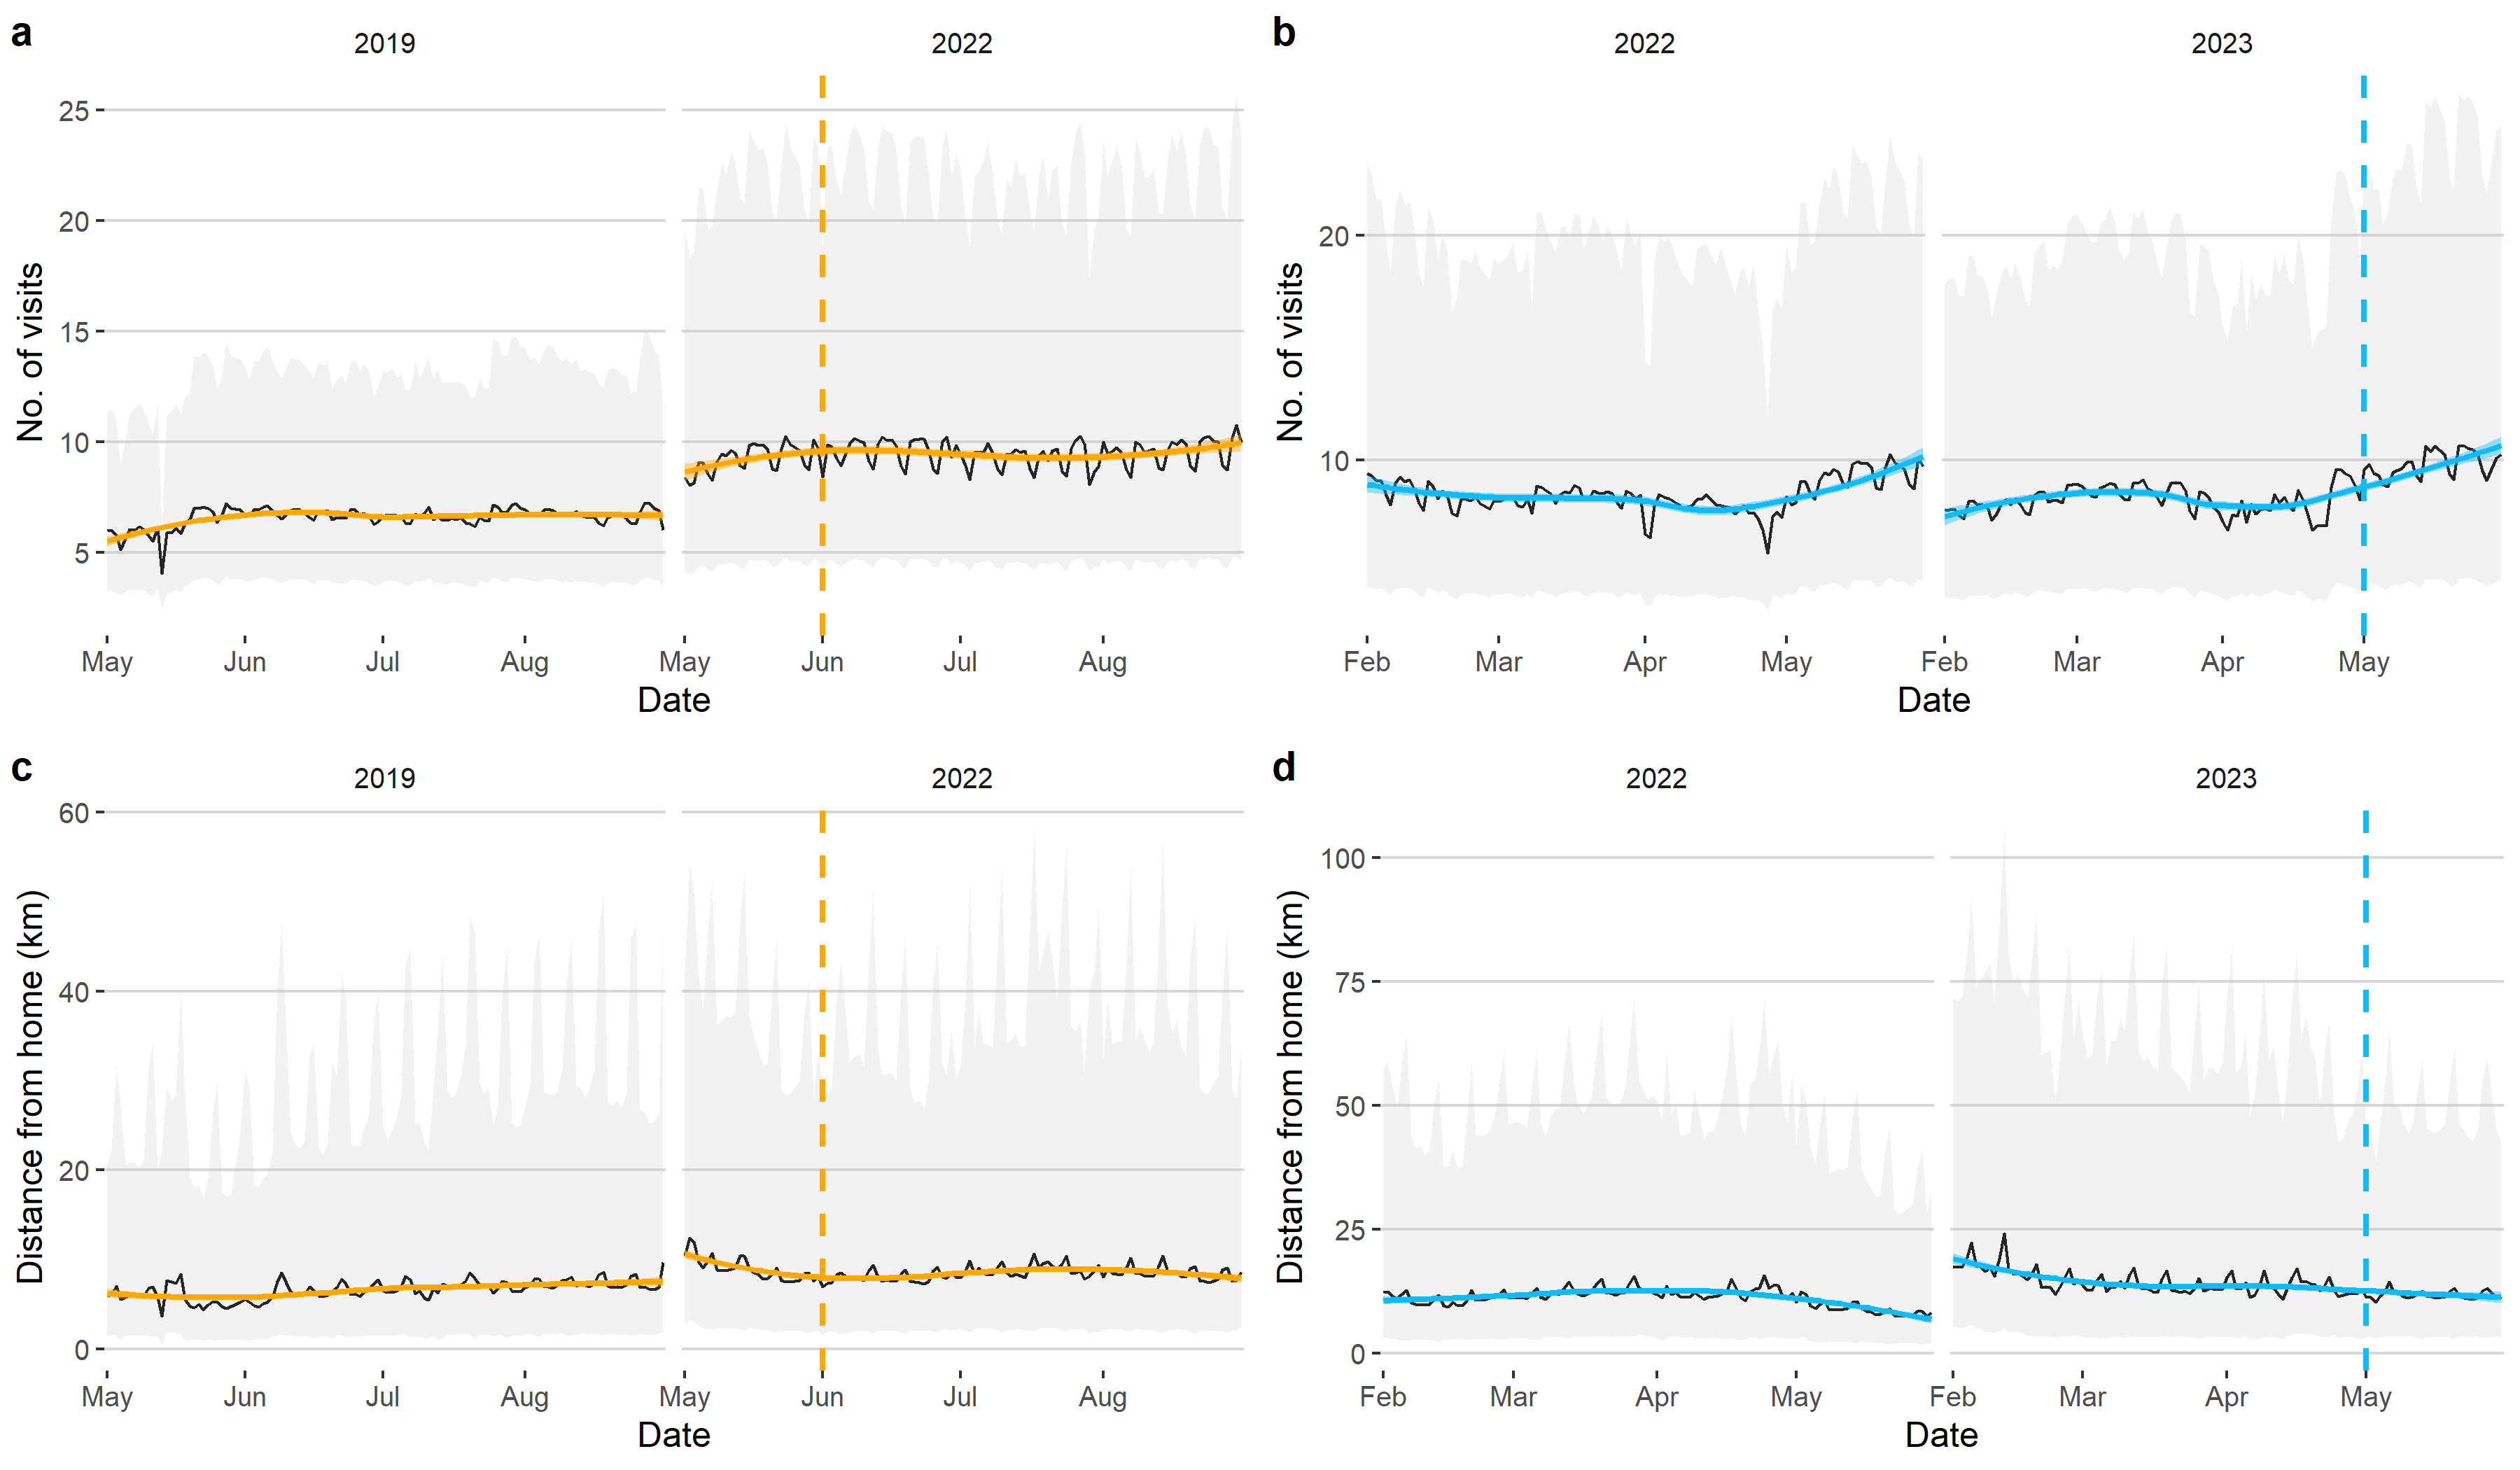 a
2019 2022
25
20
15
10
5
No. of visits
May Jun Jul Aug May Jun Jul Aug
Date
b
2022 2023
20
10
No. of visits
Feb Mar Apr May Feb Mar Apr May
Date
c
2019 2022
60
40
20
0
Distance from home (km)
May Jun Jul Aug May Jun Jul Aug
Date
d
2022 2023
100
75
50
25
0
Distance from home (km)
Feb Mar Apr May Feb Mar Apr May
Date